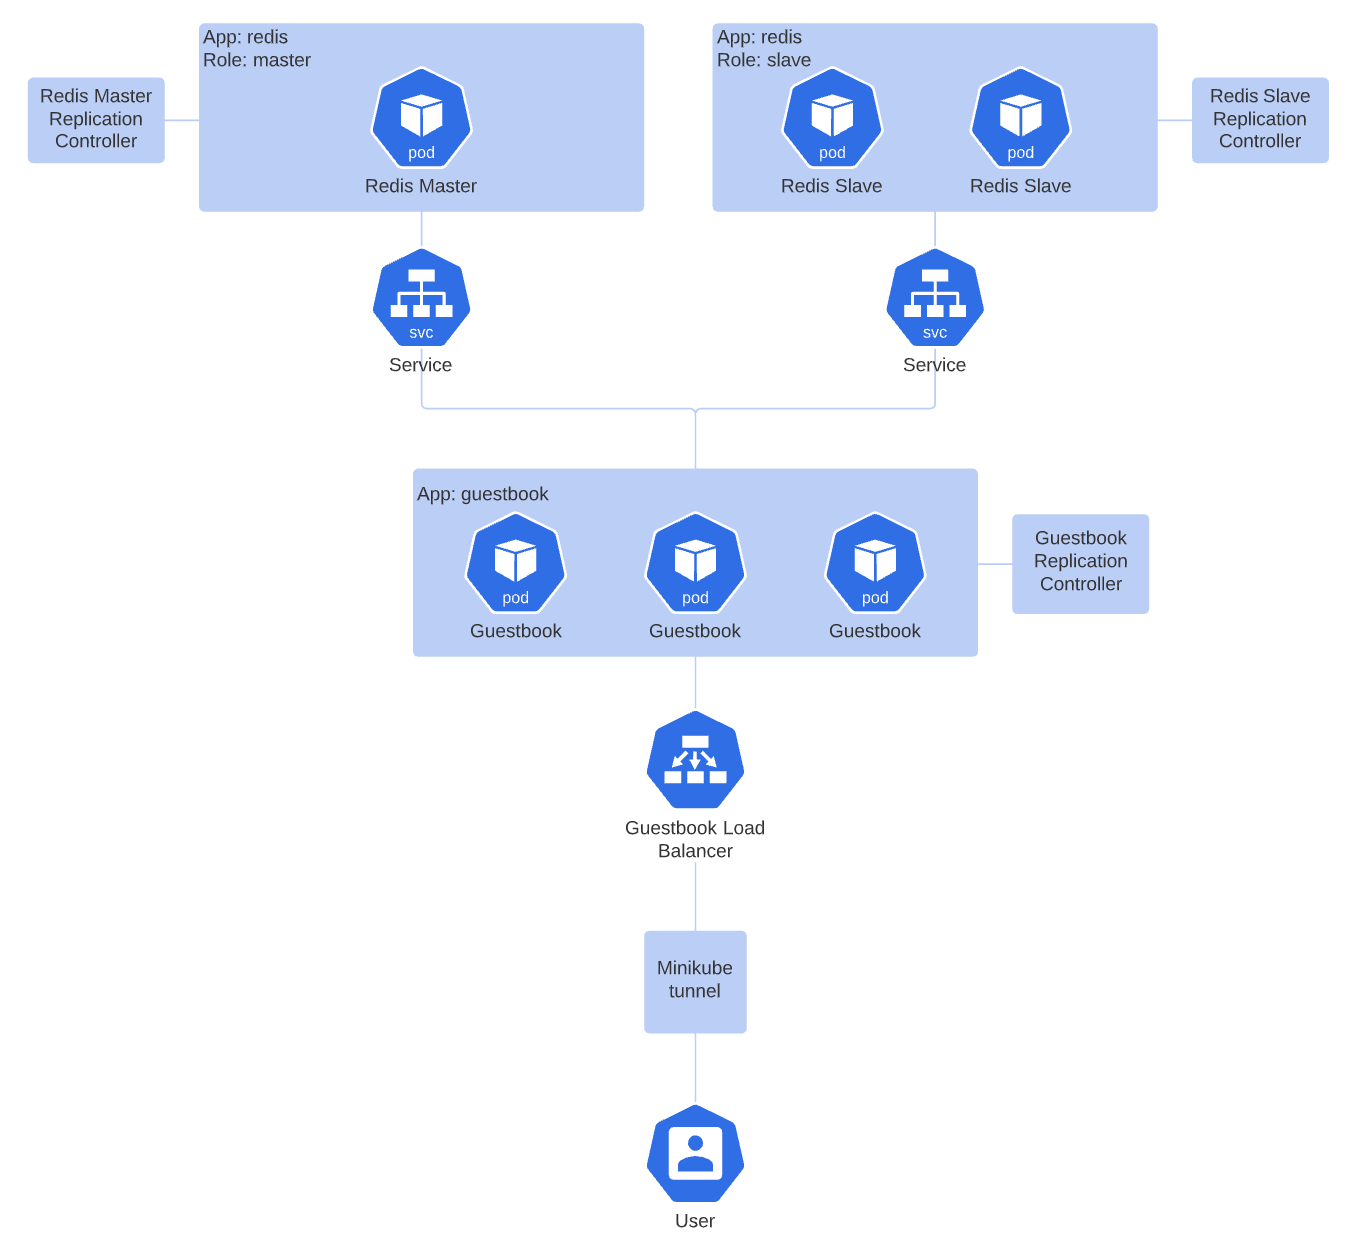 App: redis
Role: master
Redis Master
Replication
Controller
pod
Redis Master
App: redis
Role: slave
pod
Redis Slave
pod
Redis Slave
Redis Slave
Replication
Controller
svc
Service
svc
Service
App: guestbook
pod
Guestbook
pod
Guestbook
pod
Guestbook
Guestbook
Replication
Controller
Guestbook Load
Balancer
Minikube
tunnel
User